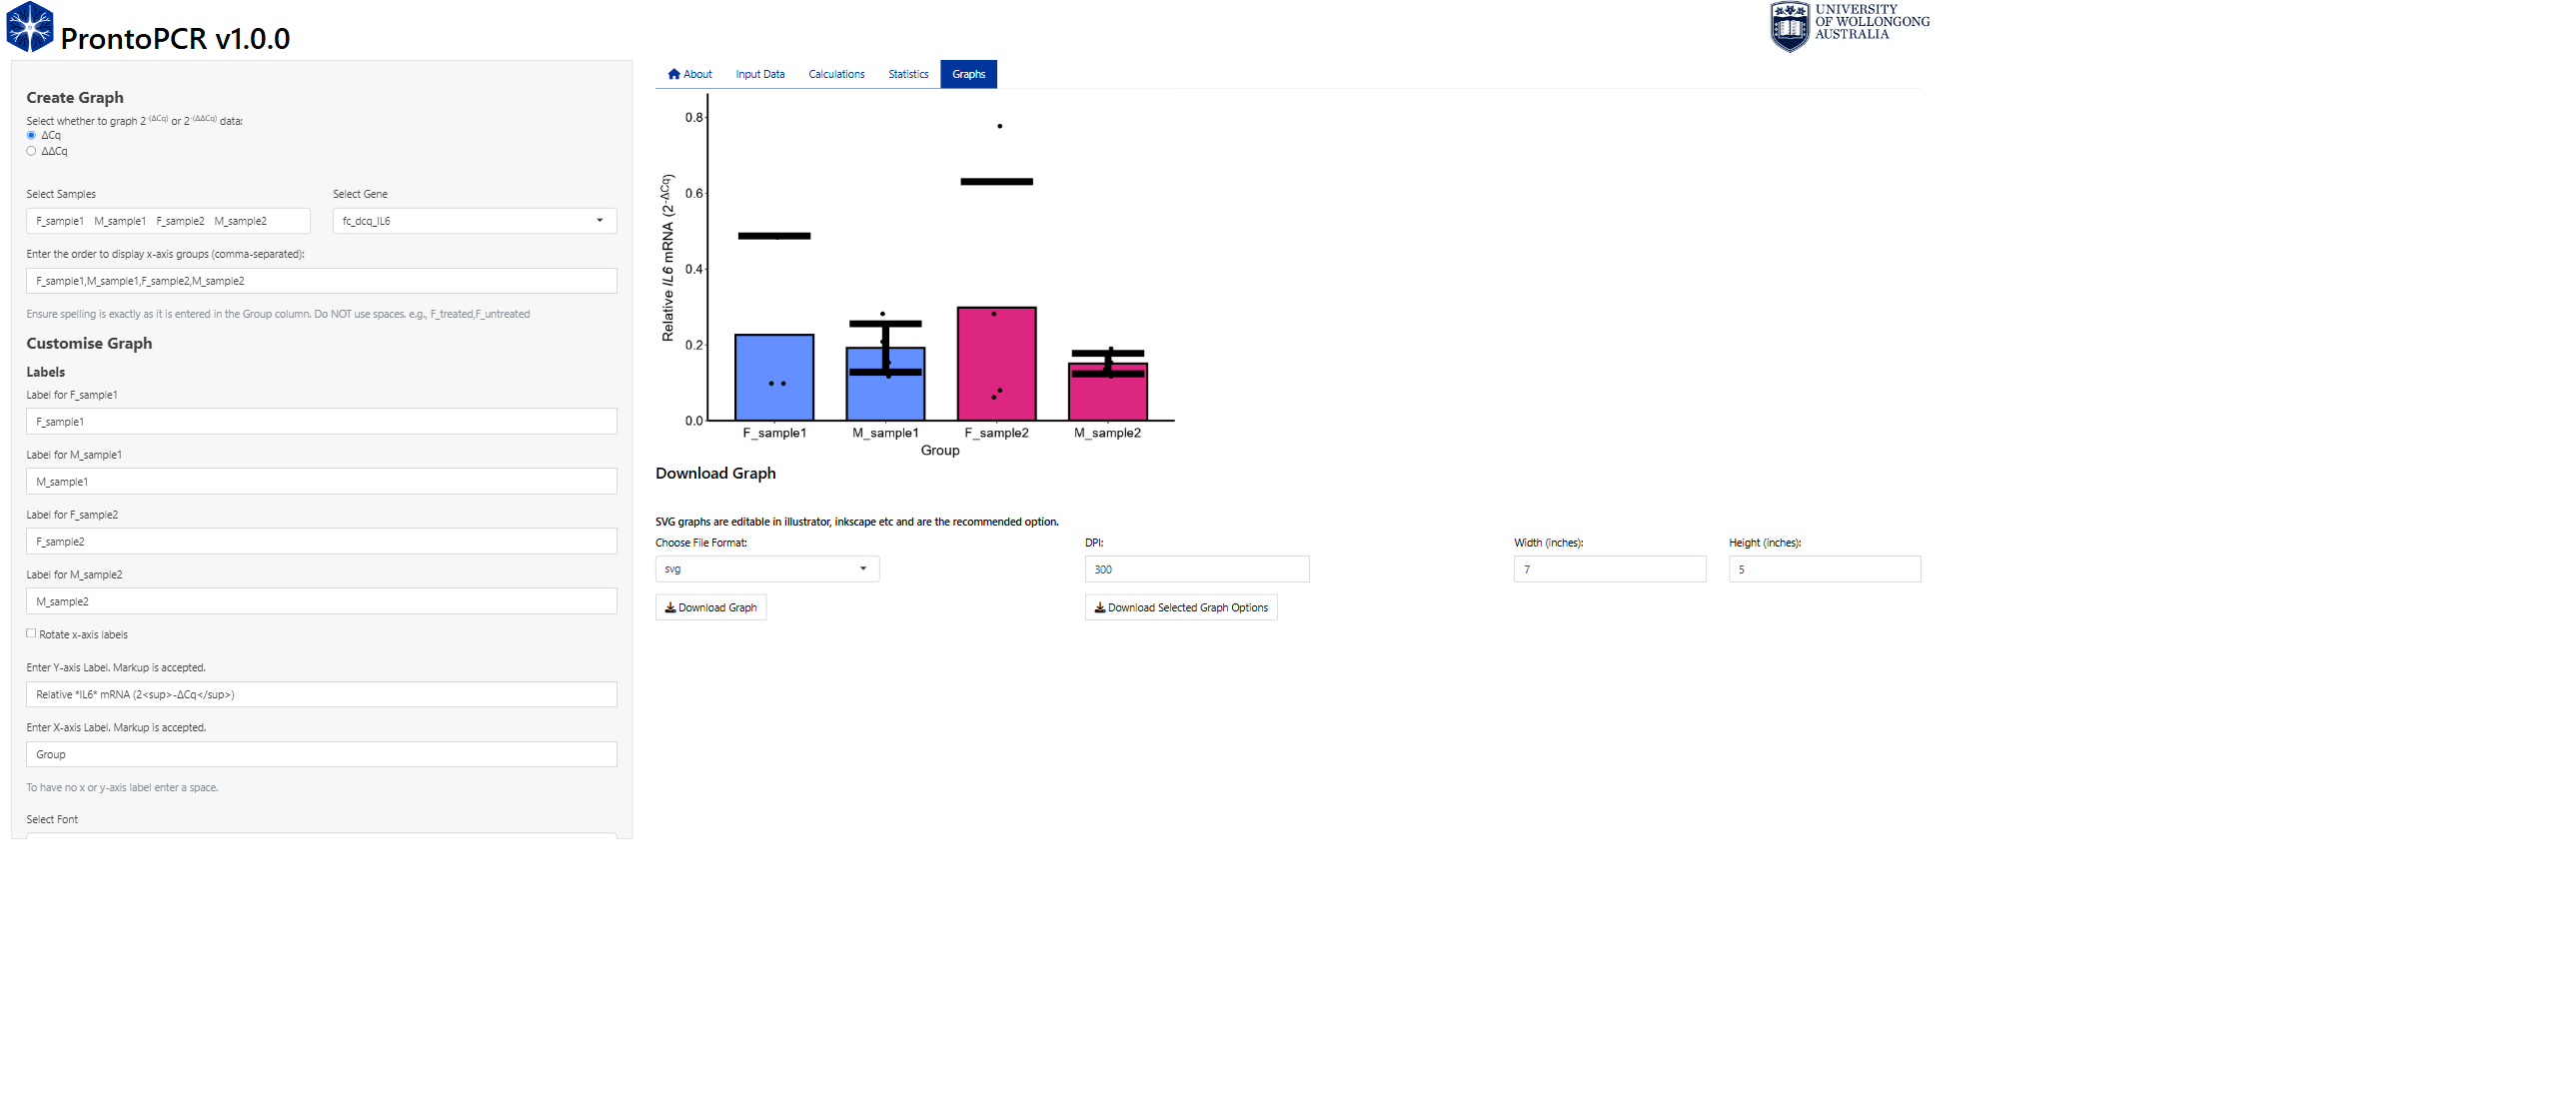 ProntoPCR v1.0.0
UNIVERSITY
OF WOLLONGONG
AUSTRALIA
Create Graph
Select whether to graph 2-(ΔCq) or 2-(ΔΔCq) data:
ΔCq
ΔΔCq
Select Samples
Select Gene
F_sample1 M_sample1 F_sample2 M_sample2
fc_dcq_IL6
Enter the order to display x-axis groups (comma-separated):
F_sample1,M_sample1,F_sample2,M_sample2
Ensure spelling is exactly as it is entered in the Group column. Do NOT use spaces. e.g., F_treated,F_untreated
Customise Graph
Labels
Label for F_sample1
F_sample1
Label for M_sample1
M_sample1
Label for F_sample2
F_sample2
Label for M_sample2
M_sample2
Rotate x-axis labels
Enter Y-axis Label. Markup is accepted.
Relative *IL6* mRNA (2<sup>-ΔCq</sup>)
Enter X-axis Label. Markup is accepted.
Group
To have no x or y-axis label enter a space.
Select Font
About Input Data Calculations Statistics Graphs
Relative IL6 mRNA (2-ΔCq)
0.8
0.6
0.4
0.2
0.0
F_sample1 M_sample1 F_sample2 M_sample2
Group
Download Graph
SVG graphs are editable in illustrator, inkscape etc and are the recommended option.
Choose File Format:
DPI:
Width (inches):
Height (inches):
svg
300
7
5
Download Graph
Download Selected Graph Options